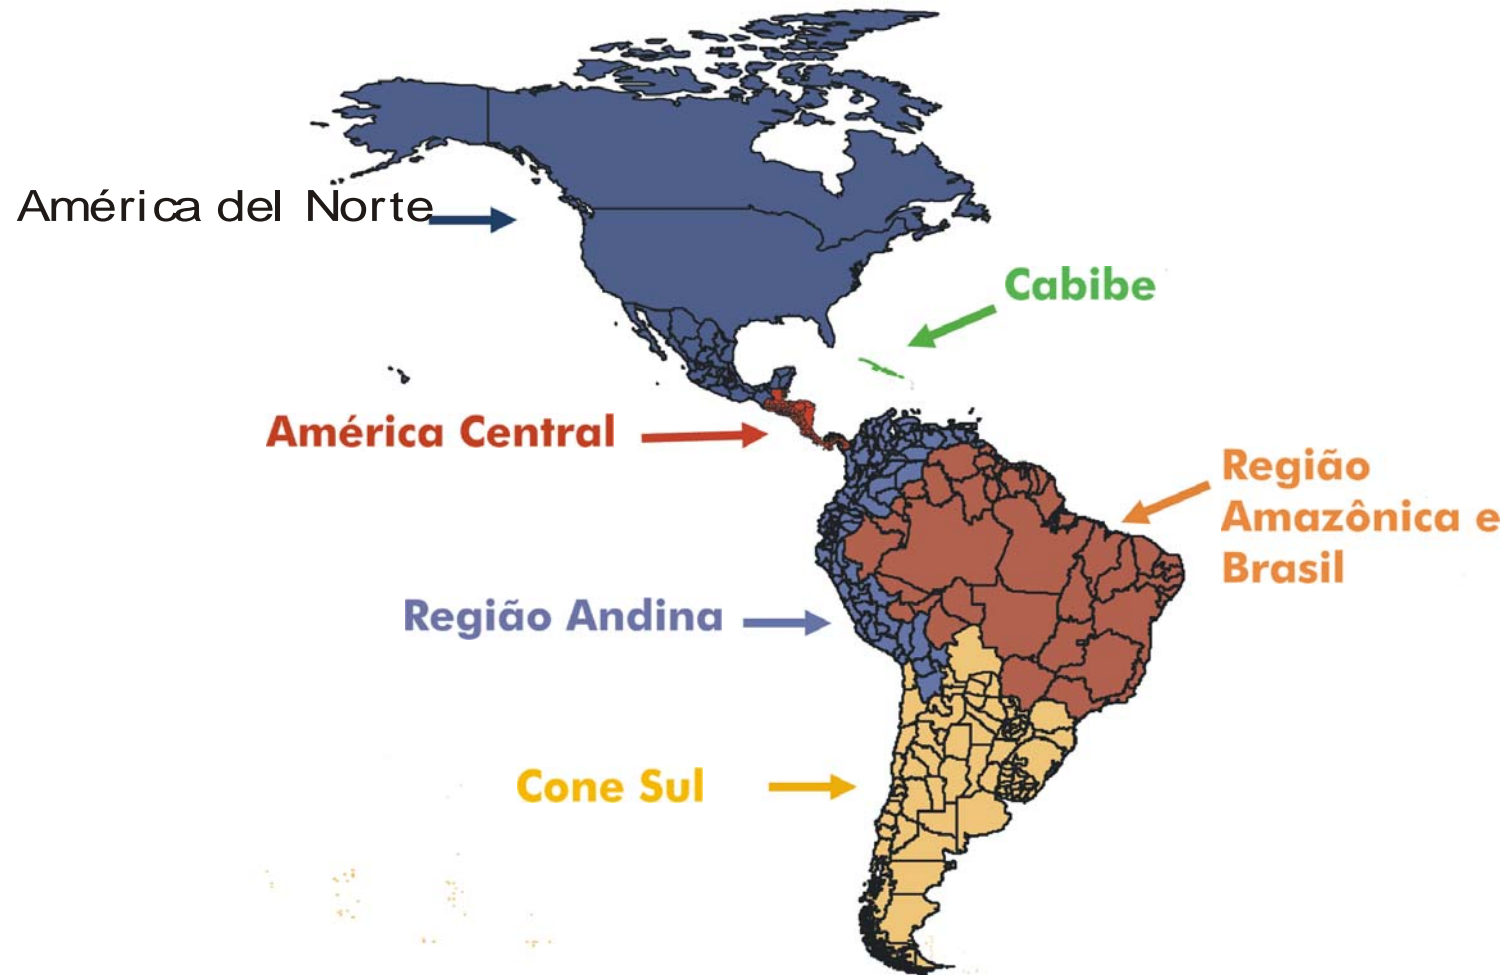 América del Norte
Cabibe
América Central
Região
Amazônica e
Brasil
Região Andina
Cone Sul